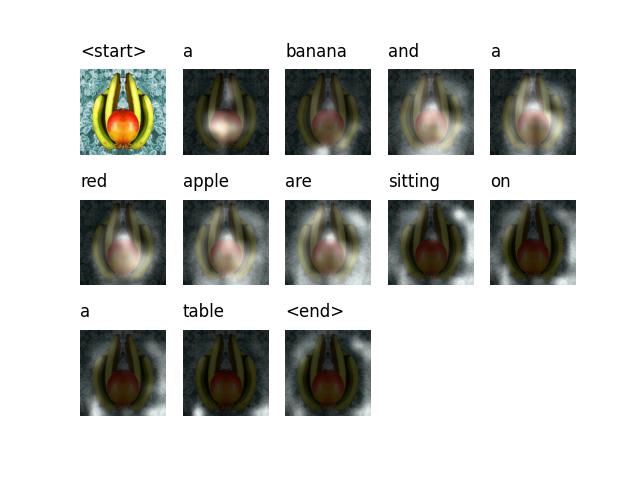 <start> a banana and a
red apple are sitting on
a table <end>